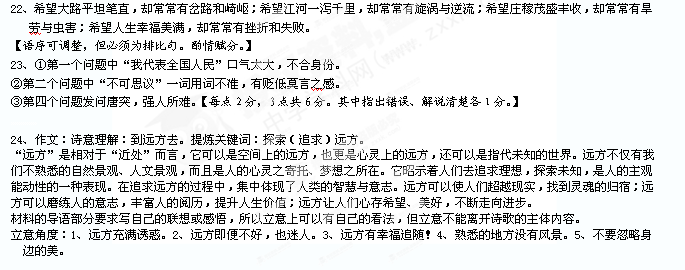 22、希望大路平坦笔直，却常常有岔路和崎岖；希望江河一泻千里，却常常有旋涡与逆流；希望庄稼茂盛丰收，却常常有旱
荒与虫害；希望人生幸福美满，却常常有挫折和失败。
【语序可调整，但必须为排比句。酌情赋分。】
23、①第一个问题中“我代表全国人民”口气太大，不合身份。
②第二个问题中“不可思议”一词用词不准，有贬低莫言之感。
③第四个问题发问唐突，强人所难。【每点2分，3点共6分。其中指出错误、解说清楚各1分。】
24、作文：诗意理解：到远方去。提炼关键词：探索（追求）远方。
“远方”是相对于“近处”而言，它可以是空间上的远方，也更是心灵上的远方，还可以是指代未知的世界。远方不仅有我
们不熟悉的自然景观、人文景观，而且是人的心灵之寄托、梦想之所在。它昭示着人们去追求理想，探索未知，是人的主观
能动性的一种表现。在追求远方的过程中，集中体现了人类的智慧与意志。远方可以使人们超越现实，找到灵魂的归宿；远
方可以磨练人的意志，丰富人的阅历，提升人生价值；远方让人们心存希望、美好，不断走向进步。
材料的导语部分要求写自己的联想或感悟，所以立意上可以有自己的看法，但立意不能离开诗歌的主体内容。
立意角度：1、远方充满诱惑。2、远方即便不好，也迷人。3、远方有幸福追随！4、熟悉的地方没有风景。5、不要忽略身
边的美。